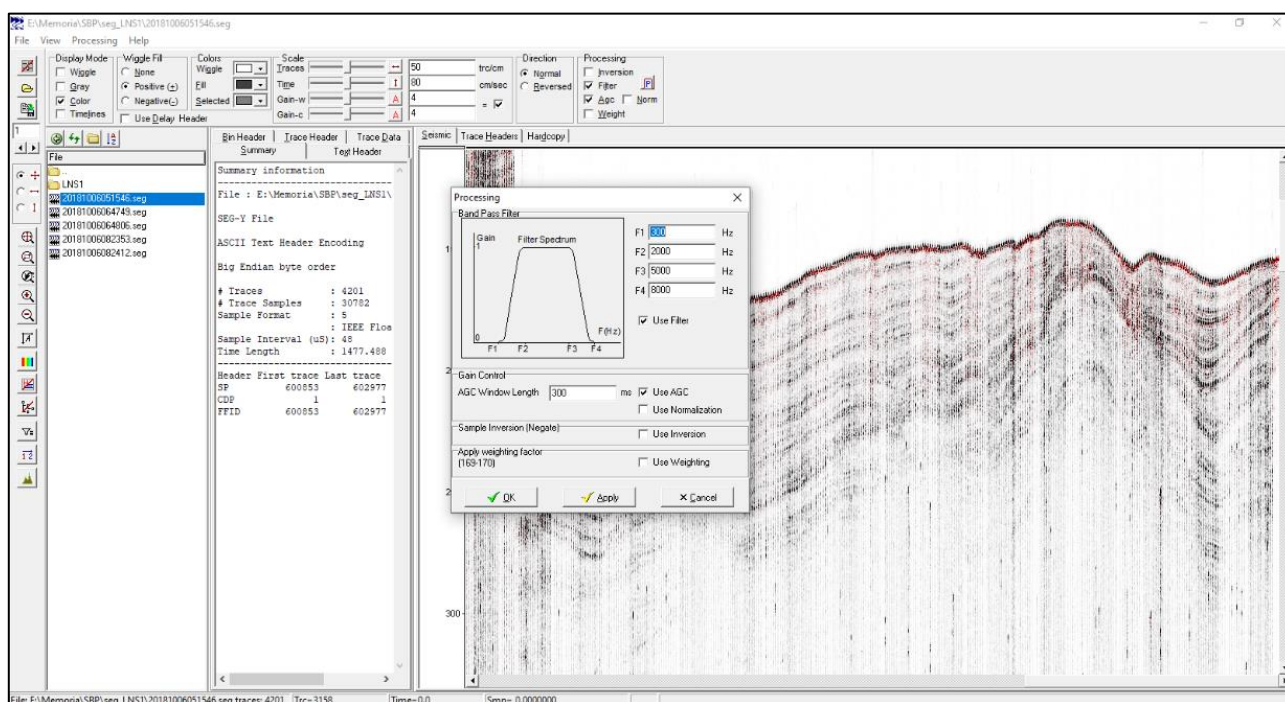 E:\Memoria\SBP\seg_LNS1\20181006051546.seg
File View Processing Help
Display Mode
Wiggle
Gray
Color
Timelines
Wiggle Fill
None
Positive (+)
Negative(-)
Use Delay Header
Colors
Wiggle
Fill
Selected
Scale
Traces 50 trc/cm
Time 80 cm/sec
Gain-w 4
Gain-c 4
=
Direction
Normal
Reversed
Processing
Inversion
Filter P
Agc Norm
Weight
1
File
..
LNS1
20181006051546.seg
20181006064749.seg
20181006064806.seg
20181006082353.seg
20181006082412.seg
Bin Header Trace Header Trace Data
Summary Text Header
Summary information
File : E:\Memoria\SBP\seg_LNS1\
SEG-Y File
ASCII Text Header Encoding
Big Endian byte order
# Traces : 4201
# Trace Samples : 30782
Sample Format : 5
: IEEE Floa
Sample Interval (uS): 48
Time Length : 1477.488
Header First trace Last trace
SP 600853 602977
CDP 1 1
FFID 600853 602977
Seismic Trace Headers Hardcopy
Processing
Band Pass Filter
Gain
1
Filter Spectrum
0
F(Hz)
F1 F2 F3 F4
F1 300 Hz
F2 2000 Hz
F3 5000 Hz
F4 8000 Hz
Use Filter
Gain Control
AGC Window Length 300 ms Use AGC
Use Normalization
Sample Inversion (Negate)
Use Inversion
Apply weighting factor
(169-170)
Use Weighting
OK Apply Cancel
300
File: E:\Memoria\SBP\seg_LNS1\20181006051546.seg traces: 4201 Trc=3158 Time=0.0 Smp= 0.0000000